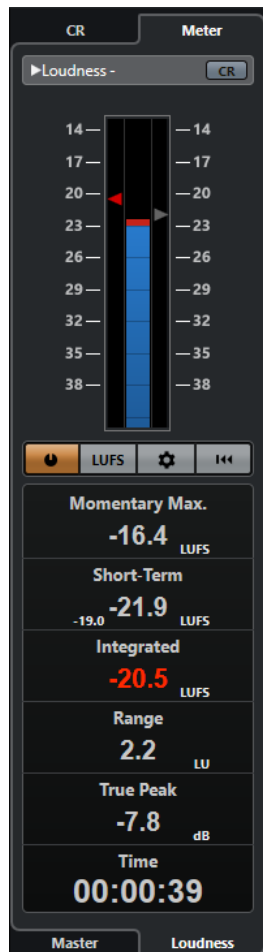 CR Meter
▶Loudness - CR
14 — — 14
17 — — 17
20 — — 20
23 — — 23
26 — — 26
29 — — 29
32 — — 32
35 — — 35
38 — — 38
LUFS
Momentary Max.
-16.4 LUFS
Short-Term
-19.0 -21.9 LUFS
Integrated
-20.5 LUFS
Range
2.2 LU
True Peak
-7.8 dB
Time
00:00:39
Master Loudness